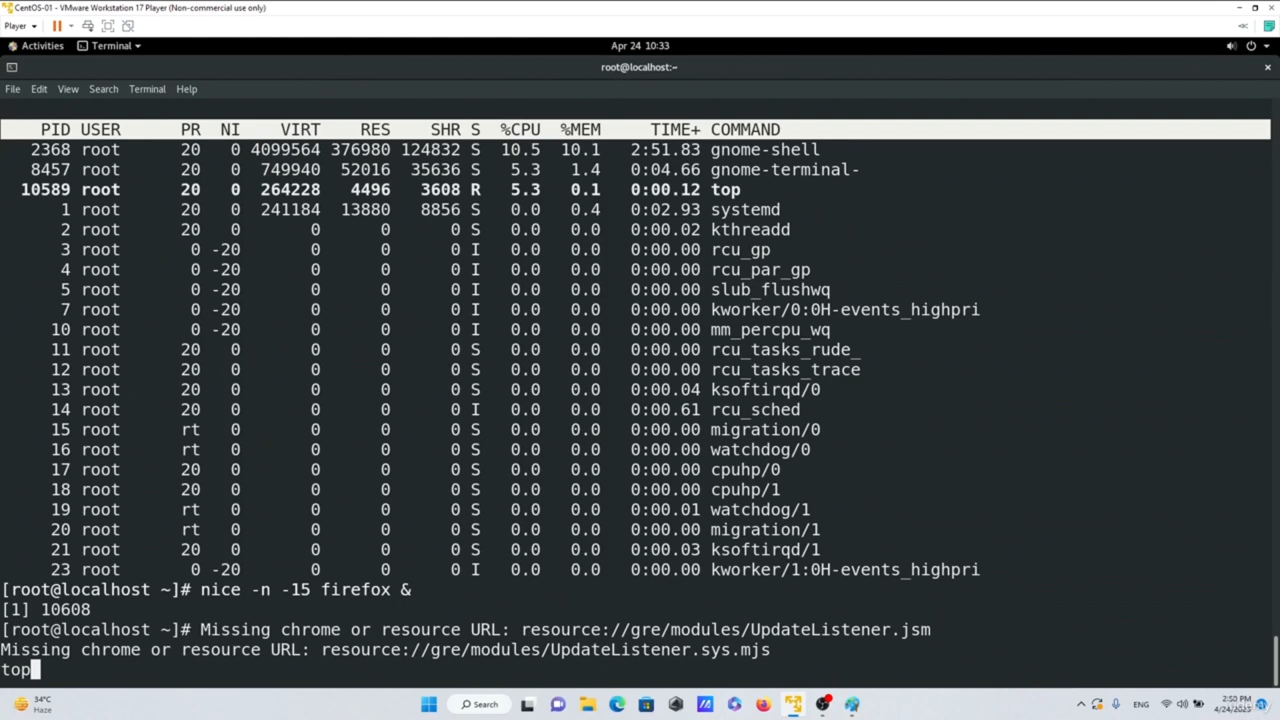 CentOS-01 - VMware Workstation 17 Player (Non-commercial use only)
Player
Activities Terminal Apr 24 10:33
root@localhost:~
File Edit View Search Terminal Help
PID USER PR NI VIRT RES SHR S %CPU %MEM TIME+ COMMAND
2368 root 20 0 4099564 376980 124832 S 10.5 10.1 2:51.83 gnome-shell
8457 root 20 0 749940 52016 35636 S 5.3 1.4 0:04.66 gnome-terminal-
10589 root 20 0 264228 4496 3608 R 5.3 0.1 0:00.12 top
1 root 20 0 241184 13880 8856 S 0.0 0.4 0:02.93 systemd
2 root 20 0 0 0 0 S 0.0 0.0 0:00.02 kthreadd
3 root 0 -20 0 0 0 I 0.0 0.0 0:00.00 rcu_gp
4 root 0 -20 0 0 0 I 0.0 0.0 0:00.00 rcu_par_gp
5 root 0 -20 0 0 0 I 0.0 0.0 0:00.00 slub_flushwq
7 root 0 -20 0 0 0 I 0.0 0.0 0:00.00 kworker/0:0H-events_highpri
10 root 0 -20 0 0 0 I 0.0 0.0 0:00.00 mm_percpu_wq
11 root 20 0 0 0 0 S 0.0 0.0 0:00.00 rcu_tasks_rude_
12 root 20 0 0 0 0 S 0.0 0.0 0:00.00 rcu_tasks_trace
13 root 20 0 0 0 0 S 0.0 0.0 0:00.04 ksoftirqd/0
14 root 20 0 0 0 0 I 0.0 0.0 0:00.61 rcu_sched
15 root rt 0 0 0 0 S 0.0 0.0 0:00.00 migration/0
16 root rt 0 0 0 0 S 0.0 0.0 0:00.00 watchdog/0
17 root 20 0 0 0 0 S 0.0 0.0 0:00.00 cpuhp/0
18 root 20 0 0 0 0 S 0.0 0.0 0:00.00 cpuhp/1
19 root rt 0 0 0 0 S 0.0 0.0 0:00.01 watchdog/1
20 root rt 0 0 0 0 S 0.0 0.0 0:00.00 migration/1
21 root 20 0 0 0 0 S 0.0 0.0 0:00.03 ksoftirqd/1
23 root 0 -20 0 0 0 I 0.0 0.0 0:00.00 kworker/1:0H-events_highpri
[root@localhost ~]# nice -n -15 firefox &
[1] 10608
[root@localhost ~]# Missing chrome or resource URL: resource://gre/modules/UpdateListener.jsm
Missing chrome or resource URL: resource://gre/modules/UpdateListener.sys.mjs
top
34°C
Haze
Search
ENG
2:50 PM
4/24/2023